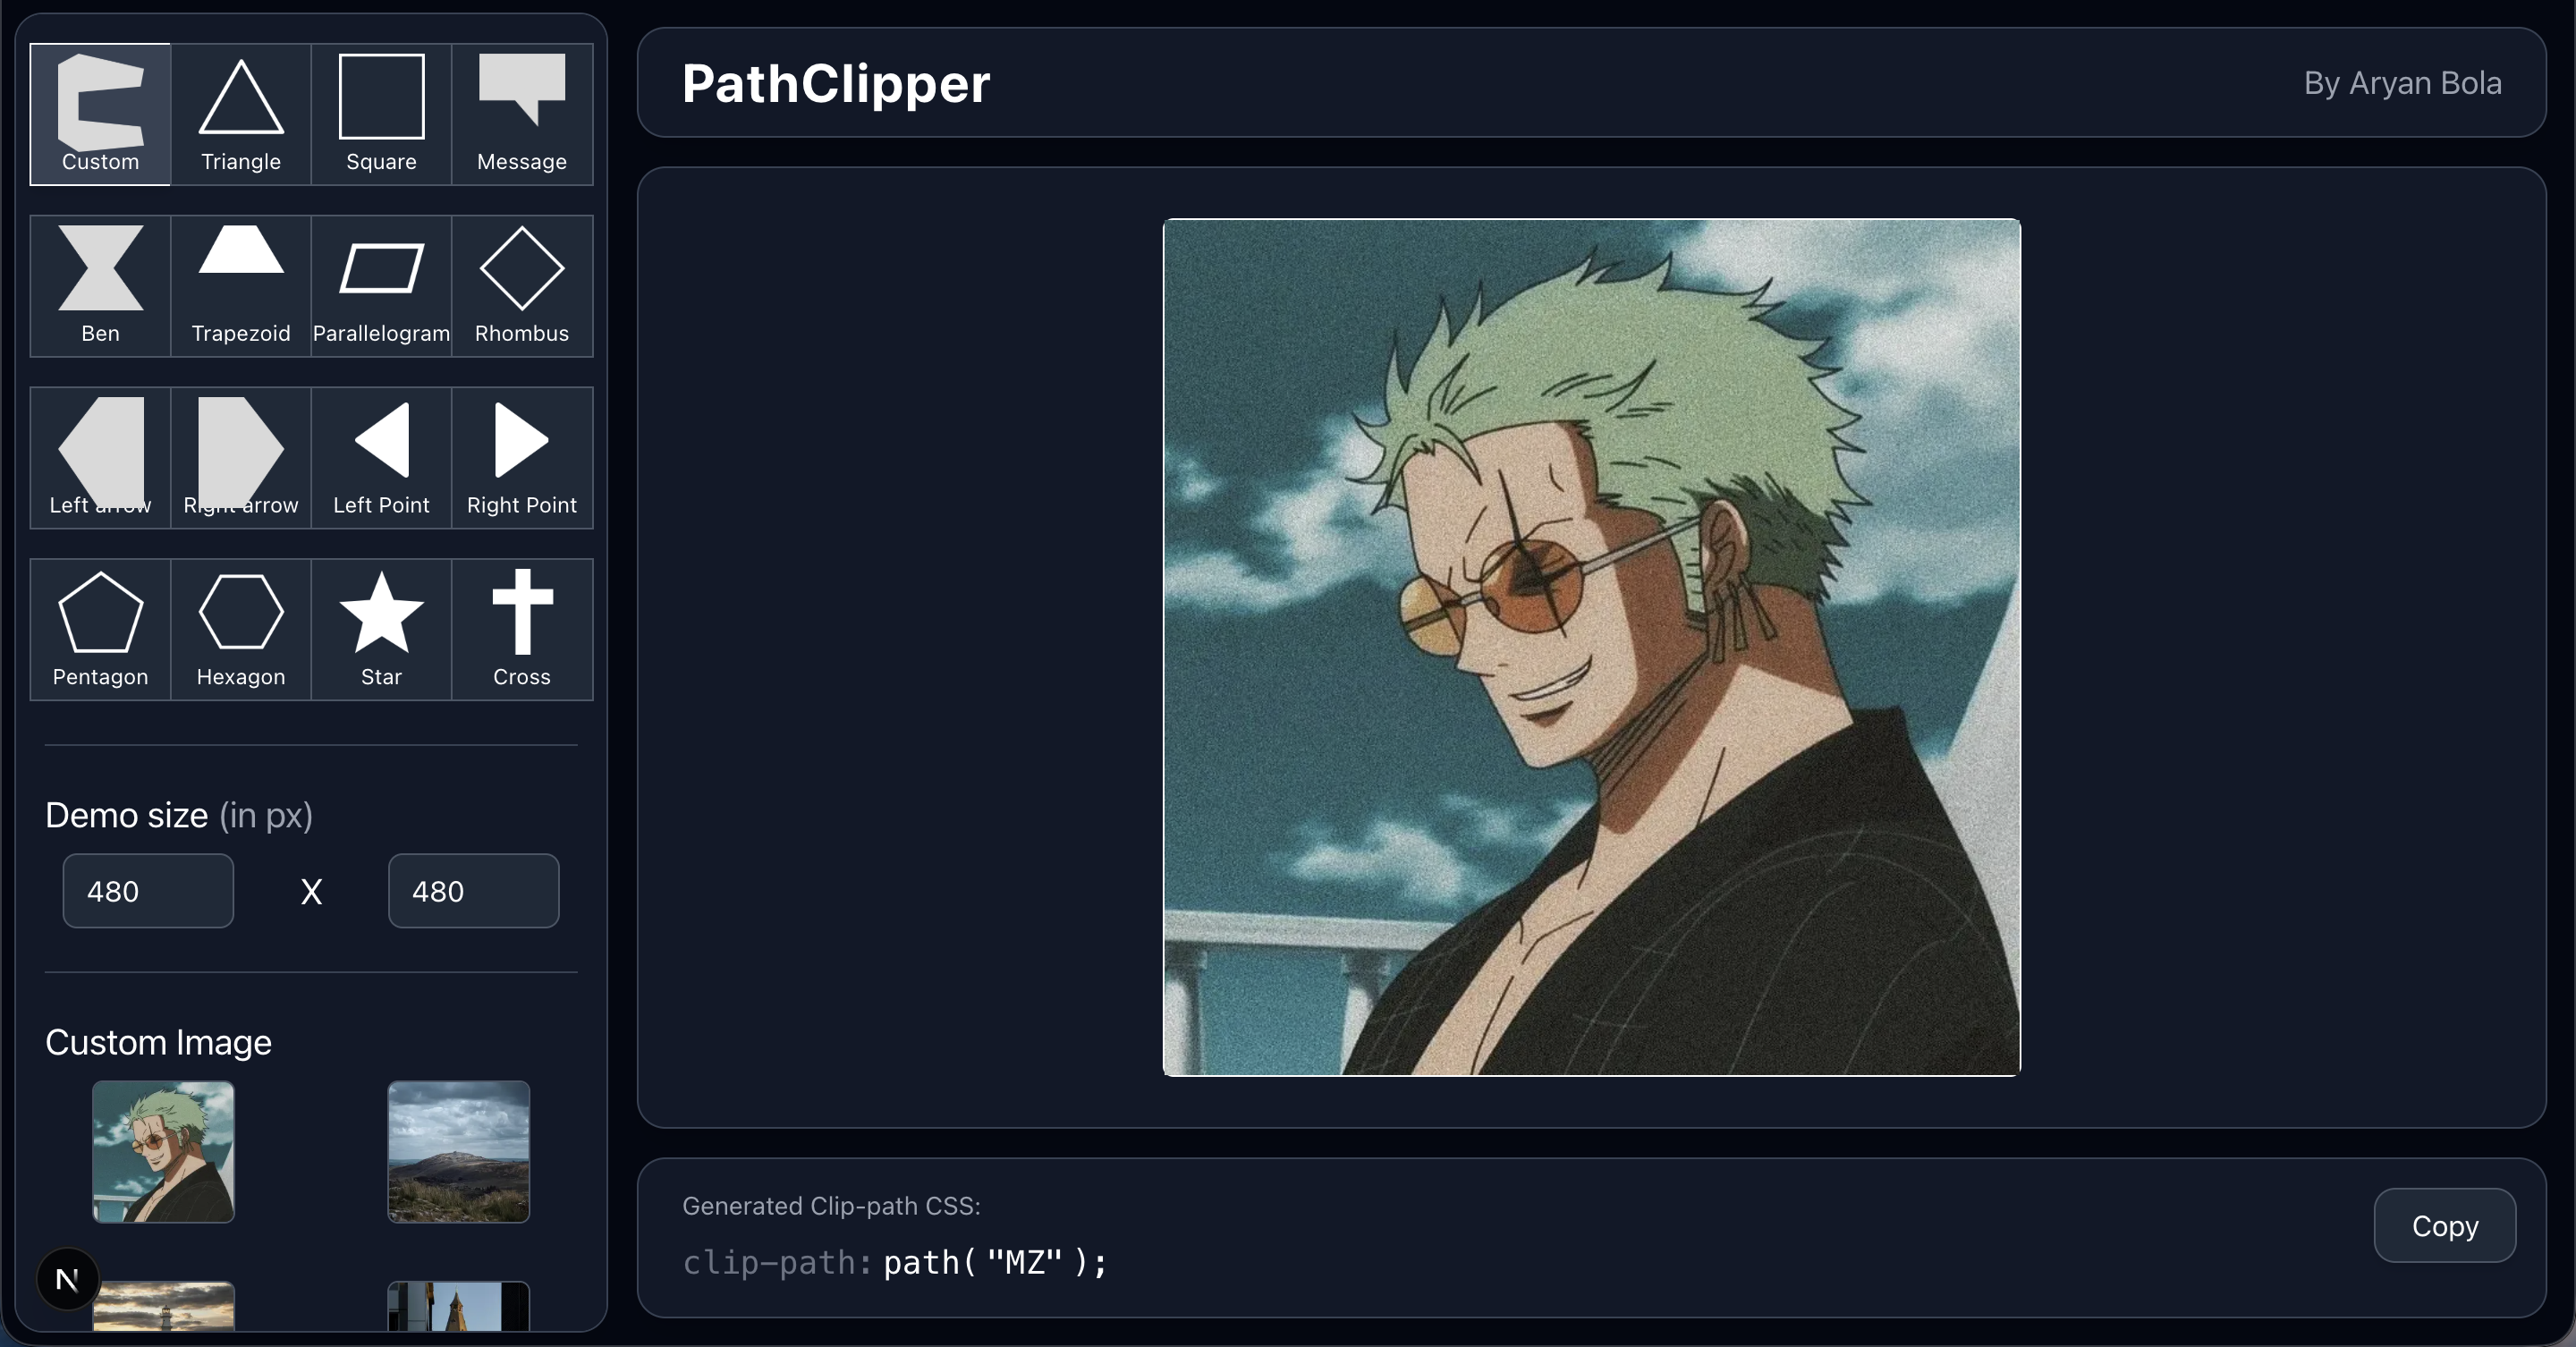 Custom
Triangle
Square
Message
Ben
Trapezoid
Parallelogram
Rhombus
Left arrow
Right arrow
Left Point
Right Point
Pentagon
Hexagon
Star
Cross
Demo size (in px)
480 X 480
Custom Image
N
PathClipper
By Aryan Bola
Generated Clip-path CSS:
clip-path: path( "MZ" );
Copy